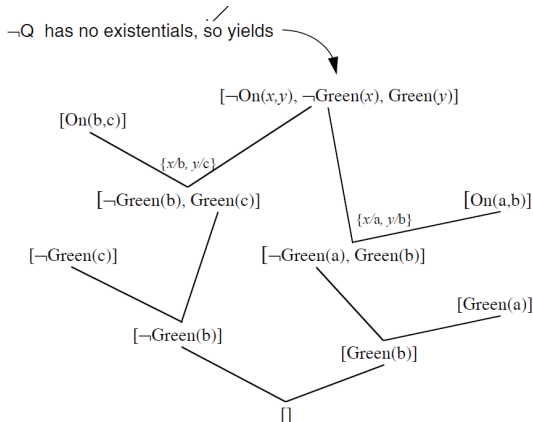 ¬Q has no existentials, so yields
[¬On(x,y), ¬Green(x), Green(y)]
[On(b,c)]
{x/b, y/c}
[¬Green(b), Green(c)]
[On(a,b)]
{x/a, y/b}
[¬Green(c)]
[¬Green(a), Green(b)]
[Green(a)]
[¬Green(b)]
[Green(b)]
[]